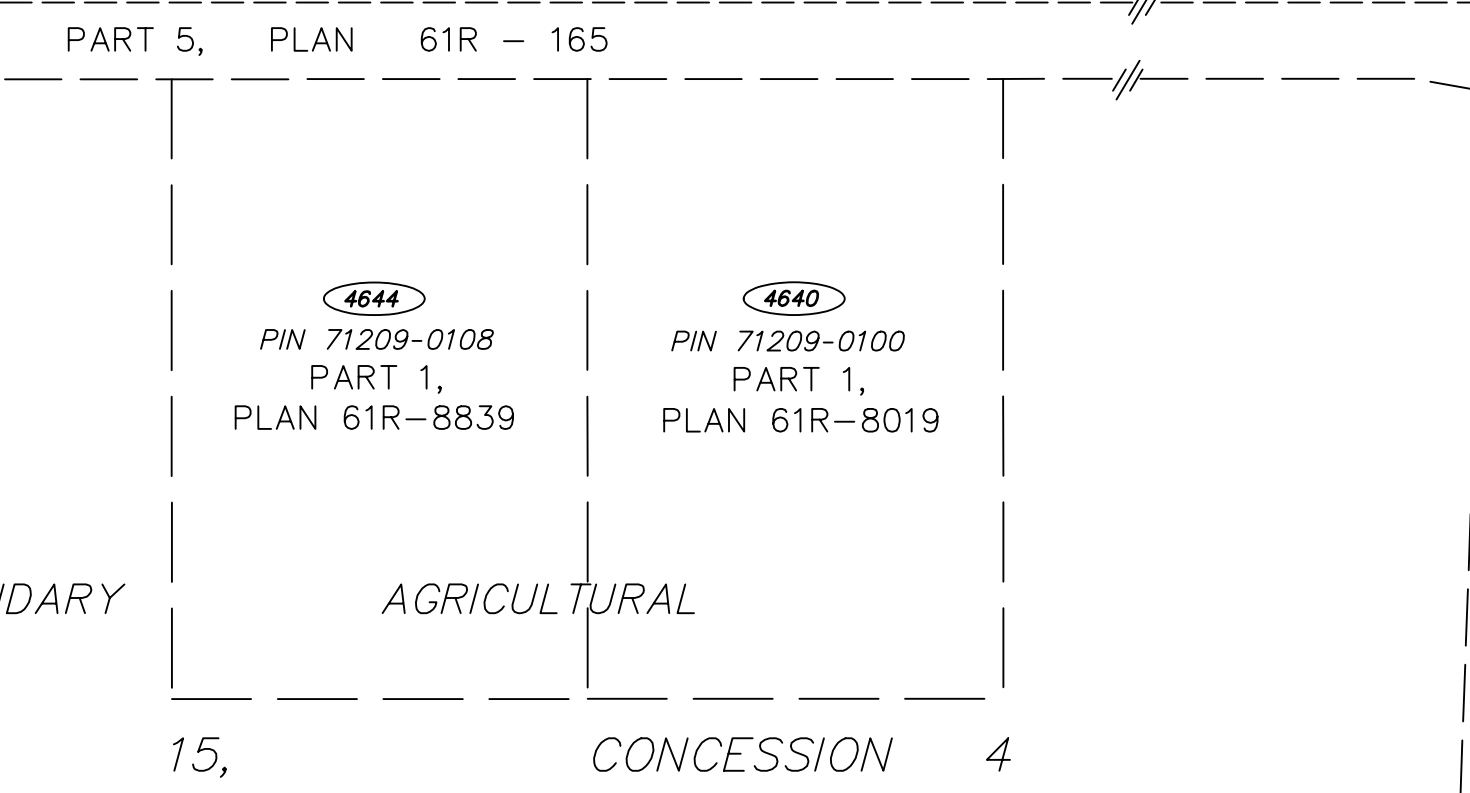 PART 5, PLAN 61R - 165
4644
PIN 71209-0108
PART 1,
PLAN 61R-8839
4640
PIN 71209-0100
PART 1,
PLAN 61R-8019
NDARY AGRICULTURAL
15, CONCESSION 4